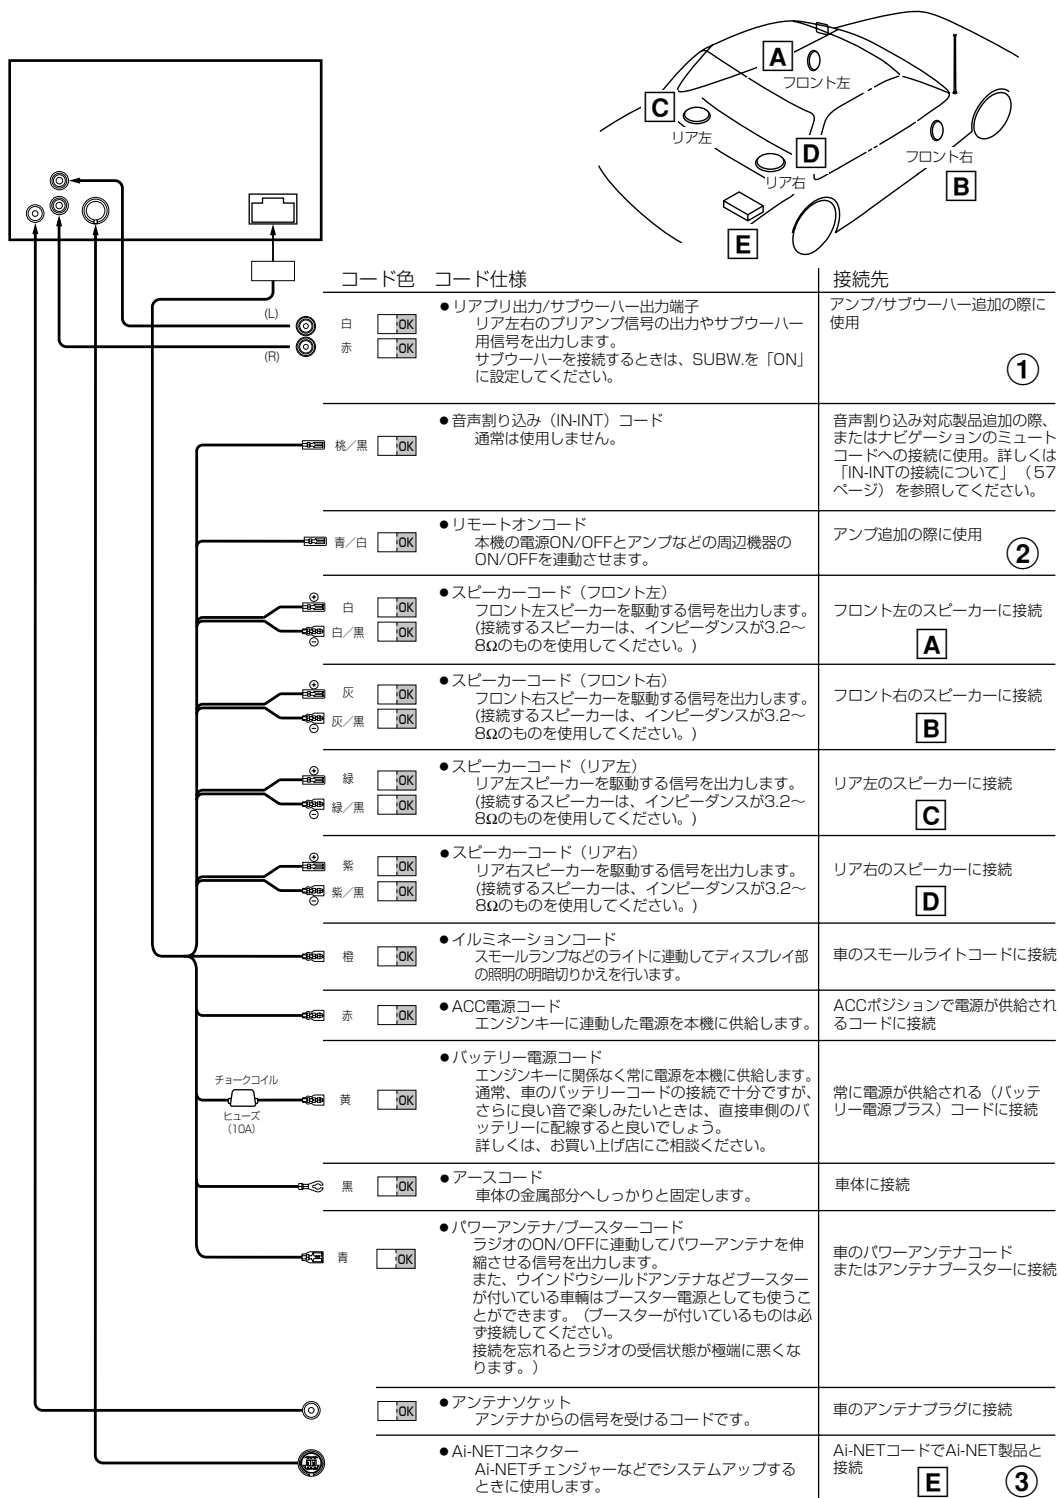 A
フロント左
C
リア左
D
リア右
フロント右
B
E
コード色 コード仕様 接続先
(L)
白 OK
赤 OK
(R)
●リアプリ出力/サブウーハー出力端子
リア左右のプリアンプ信号の出力やサブウーハー
用信号を出力します。
サブウーハーを接続するときは、SUBW.を「ON」
に設定してください。
アンプ/サブウーハー追加の際に
使用
①
桃／黒 OK
●音声割り込み（IN-INT）コード
通常は使用しません。
音声割り込み対応製品追加の際、
またはナビゲーションのミュート
コードへの接続に使用。詳しくは
「IN-INTの接続について」（57
ページ）を参照してください。
青／白 OK
●リモートオンコード
本機の電源ON/OFFとアンプなどの周辺機器の
ON/OFFを連動させます。
アンプ追加の際に使用
②
⊕
白 OK
白／黒 OK
⊖
●スピーカーコード（フロント左）
フロント左スピーカーを駆動する信号を出力します。
(接続するスピーカーは、インピーダンスが3.2〜
8Ωのものを使用してください。)
フロント左のスピーカーに接続
A
⊕
灰 OK
灰／黒 OK
⊖
●スピーカーコード（フロント右）
フロント右スピーカーを駆動する信号を出力します。
(接続するスピーカーは、インピーダンスが3.2〜
8Ωのものを使用してください。)
フロント右のスピーカーに接続
B
⊕
緑 OK
緑／黒 OK
⊖
●スピーカーコード（リア左）
リア左スピーカーを駆動する信号を出力します。
(接続するスピーカーは、インピーダンスが3.2〜
8Ωのものを使用してください。)
リア左のスピーカーに接続
C
⊕
紫 OK
紫／黒 OK
⊖
●スピーカーコード（リア右）
リア右スピーカーを駆動する信号を出力します。
(接続するスピーカーは、インピーダンスが3.2〜
8Ωのものを使用してください。)
リア右のスピーカーに接続
D
橙 OK
●イルミネーションコード
スモールランプなどのライトに連動してディスプレイ部
の照明の明暗切りかえを行います。
車のスモールライトコードに接続
赤 OK
●ACC電源コード
エンジンキーに連動した電源を本機に供給します。
ACCポジションで電源が供給され
るコードに接続
チョークコイル
ヒューズ
（10A）
黄 OK
●バッテリー電源コード
エンジンキーに関係なく常に電源を本機に供給します。
通常、車のバッテリーコードの接続で十分ですが、
さらに良い音で楽しみたいときは、直接車側のバ
ッテリーに配線すると良いでしょう。
詳しくは、お買い上げ店にご相談ください。
常に電源が供給される（バッテ
リー電源プラス）コードに接続
黒 OK
●アースコード
車体の金属部分へしっかりと固定します。
車体に接続
青 OK
●パワーアンテナ/ブースターコード
ラジオのON/OFFに連動してパワーアンテナを伸
縮させる信号を出力します。
また、ウインドウシールドアンテナなどブースター
が付いている車輌はブースター電源としても使うこ
とができます。（ブースターが付いているものは必
ず接続してください。
接続を忘れるとラジオの受信状態が極端に悪くな
ります。）
車のパワーアンテナコード
またはアンテナブースターに接続
OK
●アンテナソケット
アンテナからの信号を受けるコードです。
車のアンテナプラグに接続
●Ai-NETコネクター
Ai-NETチェンジャーなどでシステムアップする
ときに使用します。
Ai-NETコードでAi-NET製品と
接続
E ③